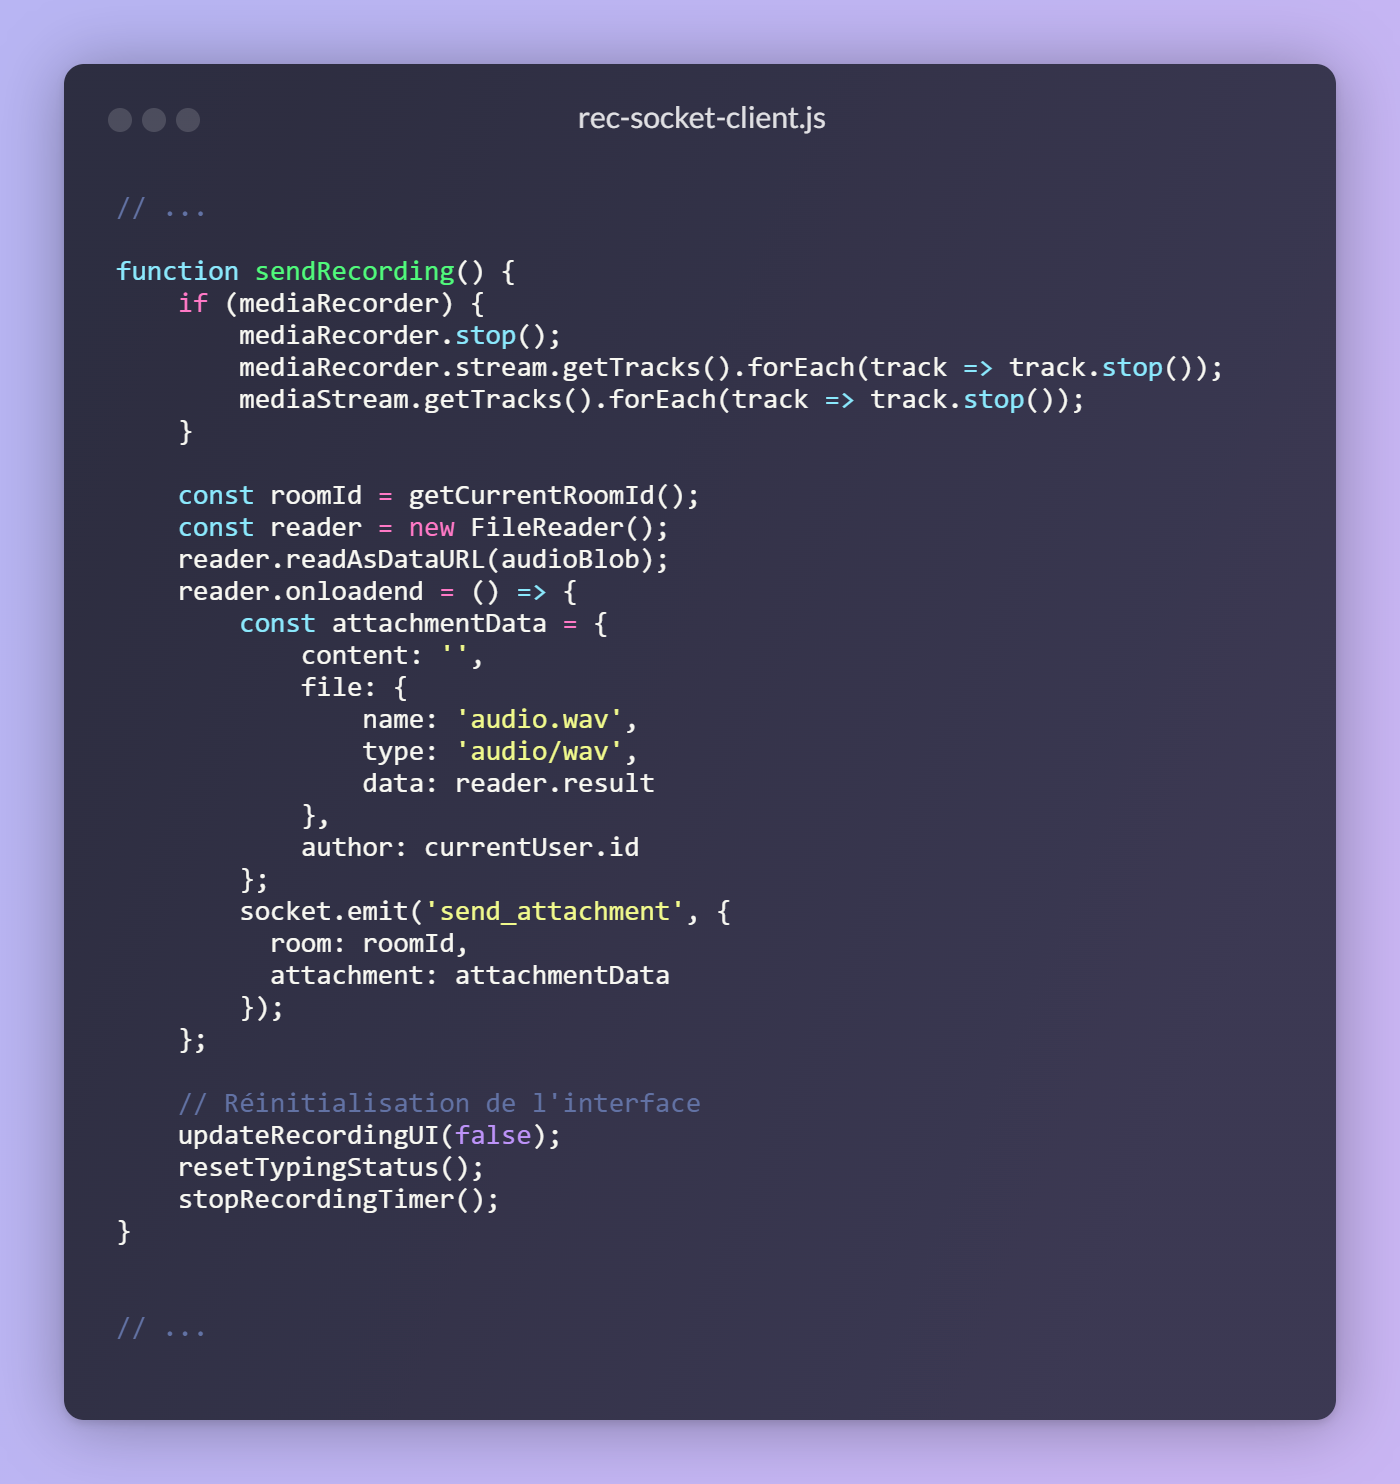 rec-socket-client.js
// ...
function sendRecording() {
    if (mediaRecorder) {
        mediaRecorder.stop();
        mediaRecorder.stream.getTracks().forEach(track => track.stop());
        mediaStream.getTracks().forEach(track => track.stop());
    }
    const roomId = getCurrentRoomId();
    const reader = new FileReader();
    reader.readAsDataURL(audioBlob);
    reader.onloadend = () => {
        const attachmentData = {
            content: '',
            file: {
                name: 'audio.wav',
                type: 'audio/wav',
                data: reader.result
            },
            author: currentUser.id
        };
        socket.emit('send_attachment', {
          room: roomId,
          attachment: attachmentData
        });
    };
    // Réinitialisation de l'interface
    updateRecordingUI(false);
    resetTypingStatus();
    stopRecordingTimer();
}
// ...